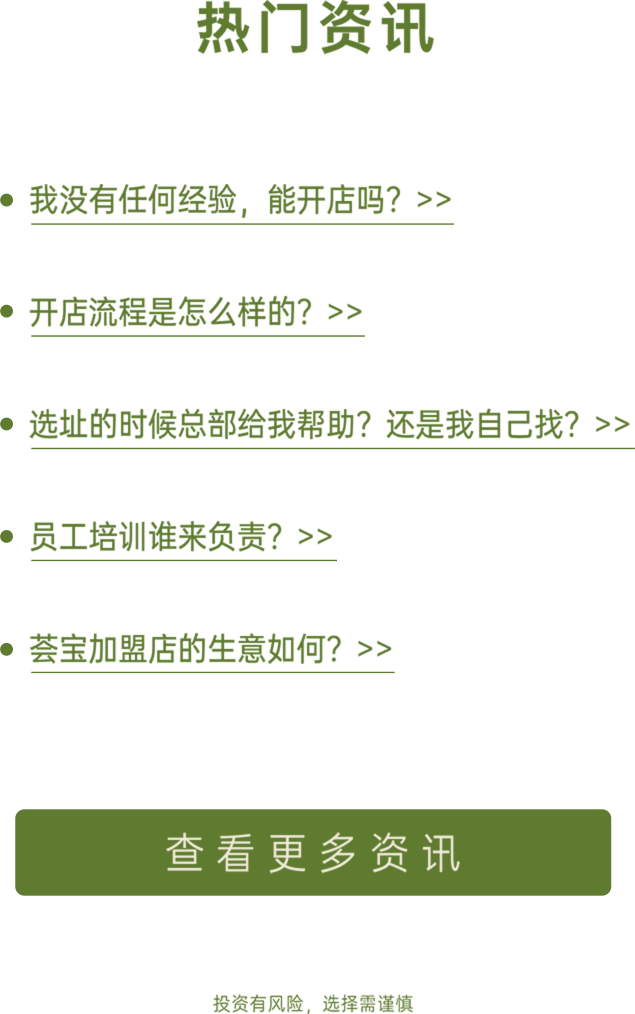 热门资讯
我没有任何经验，能开店吗？>>
开店流程是怎么样的？>>
选址的时候总部给我帮助？还是我自己找？>>
员工培训谁来负责？>>
荟宝加盟店的生意如何？>>
查看更多资讯
投资有风险，选择需谨慎